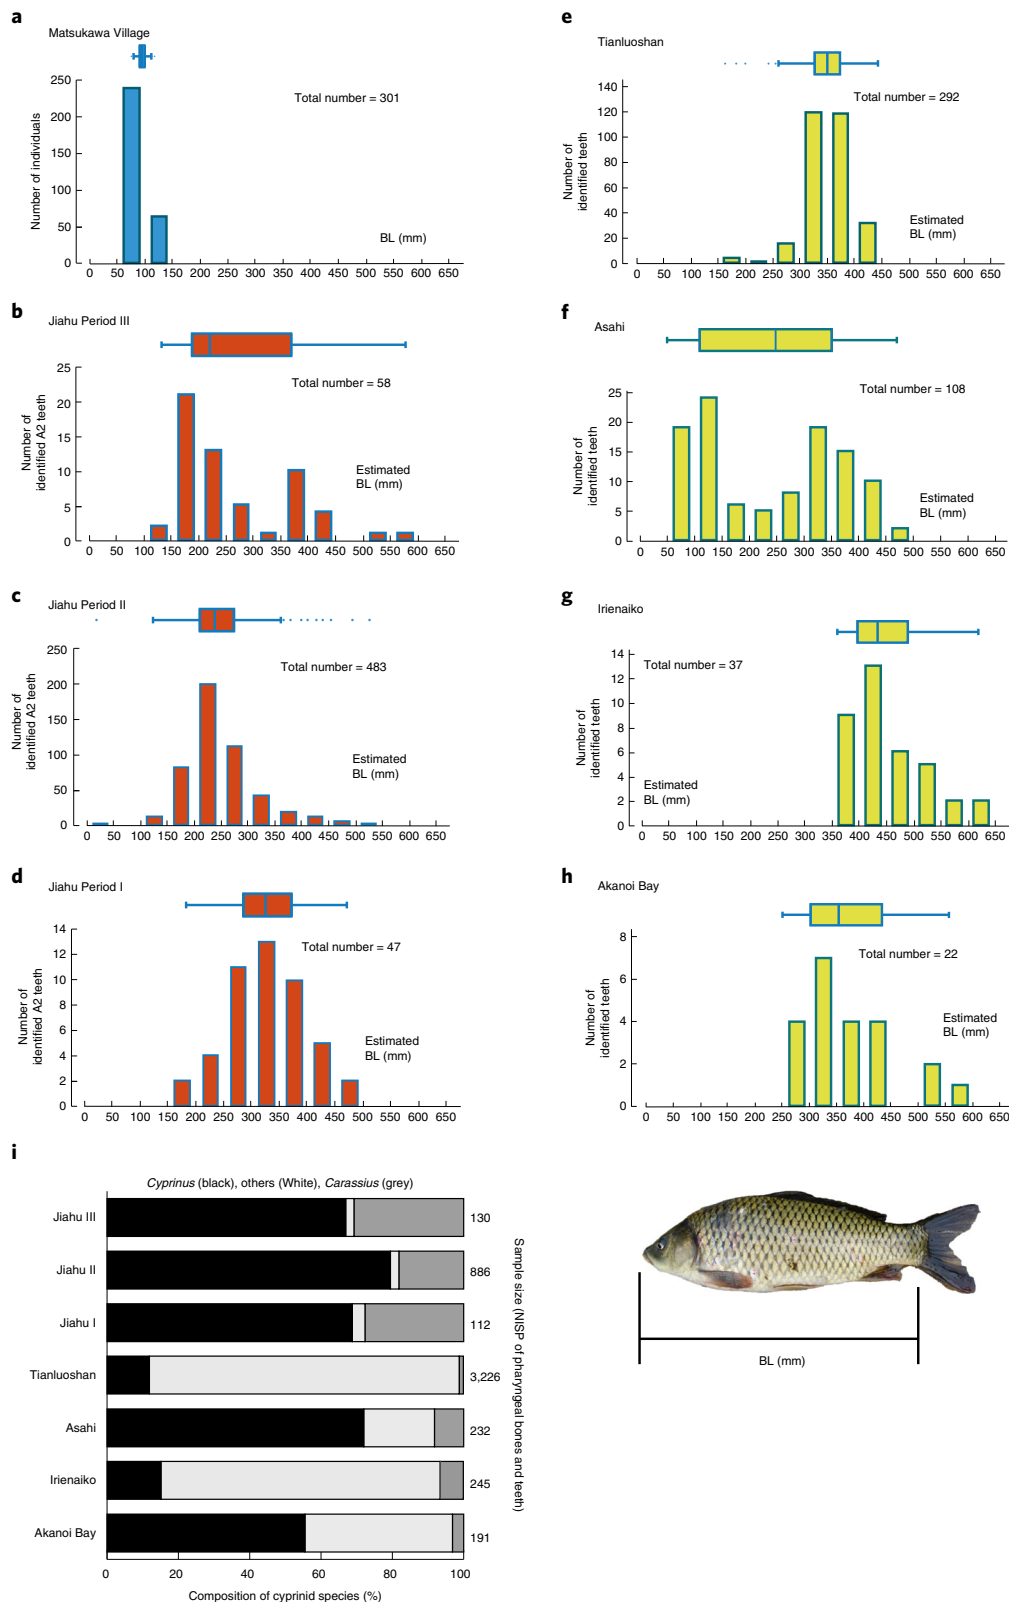 a
Matsukawa Village
Total number = 301
Number of individuals
250
200
150
100
50
0
BL (mm)
0 50 100 150 200 250 300 350 400 450 500 550 600 650
b
Jiahu Period III
Total number = 58
Number of
identified A2 teeth
25
20
15
10
5
0
Estimated
BL (mm)
0 50 100 150 200 250 300 350 400 450 500 550 600 650
c
Jiahu Period II
Total number = 483
Number of
identified A2 teeth
250
200
150
100
50
0
Estimated
BL (mm)
0 50 100 150 200 250 300 350 400 450 500 550 600 650
d
Jiahu Period I
Total number = 47
Number of
identified A2 teeth
14
12
10
8
6
4
2
0
Estimated
BL (mm)
0 50 100 150 200 250 300 350 400 450 500 550 600 650
e
Tianluoshan
Total number = 292
Number of
identified teeth
140
120
100
80
60
40
20
0
Estimated
BL (mm)
0 50 100 150 200 250 300 350 400 450 500 550 600 650
f
Asahi
Total number = 108
Number of
identified teeth
25
20
15
10
5
0
Estimated
BL (mm)
0 50 100 150 200 250 300 350 400 450 500 550 600 650
g
Irienaiko
Total number = 37
Number of
identified teeth
14
12
10
8
6
4
2
0
Estimated
BL (mm)
0 50 100 150 200 250 300 350 400 450 500 550 600 650
h
Akanoi Bay
Total number = 22
Number of
identified teeth
8
6
4
2
0
Estimated
BL (mm)
0 50 100 150 200 250 300 350 400 450 500 550 600 650
i
Cyprinus (black), others (White), Carassius (grey)
Jiahu III 130
Jiahu II 886
Jiahu I 112
Tianluoshan 3,226
Asahi 232
Irienaiko 245
Akanoi Bay 191
0 20 40 60 80 100
Composition of cyprinid species (%)
Sample size (NISP of pharyngeal bones and teeth)
BL (mm)